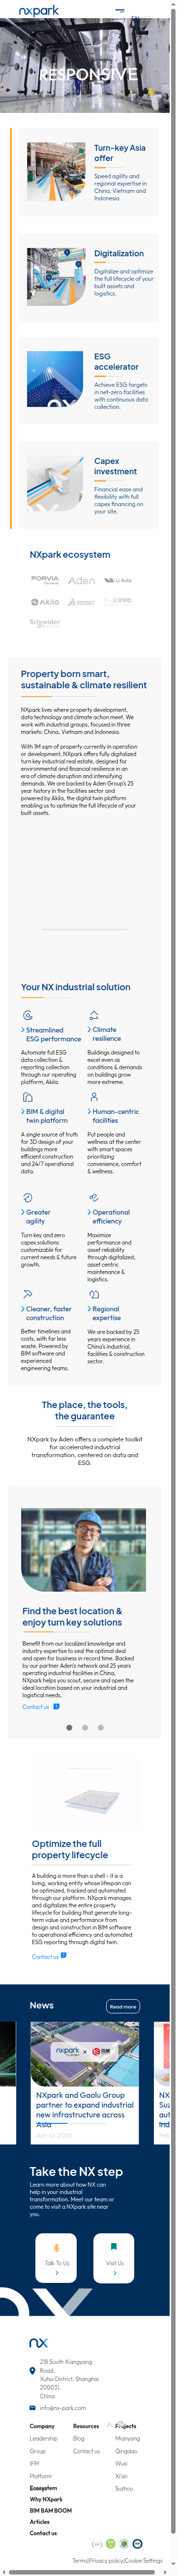 nxpark
EN
RESPONSIVE
Turn-key Asia
offer
Speed agility and
regional expertise in
China, Vietnam and
Indonesia
Digitalization
Digitalize and optimize
the full lifecycle of your
built assets and
logistics.
ESG
accelerator
Achieve ESG targets
in net-zero facilities
with continuous data
collection.
Capex
investment
Financial ease and
flexibility with full
capex financing on
your site.
NXpark ecosystem
FORVIA
Aden
Li Auto
Akila
Schneider
Property born smart,
sustainable & climate resilient
NXpark lives where property development,
data technology and climate action meet. We
work with industrial groups, focused in three
markets: China, Vietnam and Indonesia.
With 1M sqm of property currently in operation
or development, NXpark offers fully digitalized
turn key industrial real estate, designed for
environmental and financial resilience in an
era of climate disruption and intensifying
demands. We are backed by Aden Group's 25
year history in the facilities sector and
powered by Akila, the digital twin platform
enabling us to optimize the full lifecycle of our
built assets.
Your NX industrial solution
Streamlined
ESG performance
Automate full ESG
data collection &
reporting collection
through our operating
platform, Akila.
Climate
resilience
Buildings designed to
excel even as
conditions & demands
on buildings grow
more extreme.
BIM & digital
twin platform
A single source of truth
for 3D design of your
buildings more
efficient construction
and 24/7 operational
data.
Human-centric
facilities
Put people and
wellness at the center
with smart spaces
prioritizing
convenience, comfort
& wellness.
Greater
agility
Turn key and zero
capex solutions
customizable for
current needs & future
growth.
Operational
efficiency
Maximize
performance and
asset reliability
through digitalized,
asset centric
maintenance &
logistics.
Cleaner, faster
construction
Better timelines and
costs, with far less
waste. Powered by
BIM software and
experienced
engineering teams.
Regional
expertise
We are backed by 25
years experience in
China's industrial,
facilities & construction
sector.
The place, the tools,
the guarantee
NXpark by Aden offers a complete toolkit
for accelerated industrial
transformation, centered on data and
ESG.
Find the best location &
enjoy turn key solutions
Benefit from our localized knowledge and
industry expertise to seal the optimal deal
and open for business in record time. Backed
by our partner Aden's network and 25 years
operating industrial facilities in China,
NXpark helps you scout, secure and open the
ideal location based on your industrial and
logistical needs.
Contact us
Optimize the full
property lifecycle
A building is more than a shell – it is a
living, working entity whose lifespan can
be optimized, tracked and automated
through out our platform. NXpark manages
and digitalizes the entire property
lifecycle for building that generate long-
term value and performance from
design and construction in BIM software
to operational efficiency and automated
ESG reporting through digital twin.
Contact us
News
Read more
nxpark
×
NXpark and Gaolu Group
partner to expand industrial
new infrastructure across
Asia
Apr 10, 2025
NX
Take the NX step
Learn more about how NX can
help in your industrial
transformation. Meet our team or
come to visit a NXpark site near
you.
Talk To Us
Visit Us
nx
218 South Xiangyang
Road,
Xuhui District, Shanghai
200031,
China
info@nx-park.com
Company
Resources
Projects
Leadership
Blog
Mianyang
Group
Contact us
Qingdao
IFM
Wuxi
Platform
Xi'an
Ecosystem
Suzhou
Why NXpark
BIM BAM BOOM
Articles
Contact us
Terms|Privacy policy|Cookie Settings